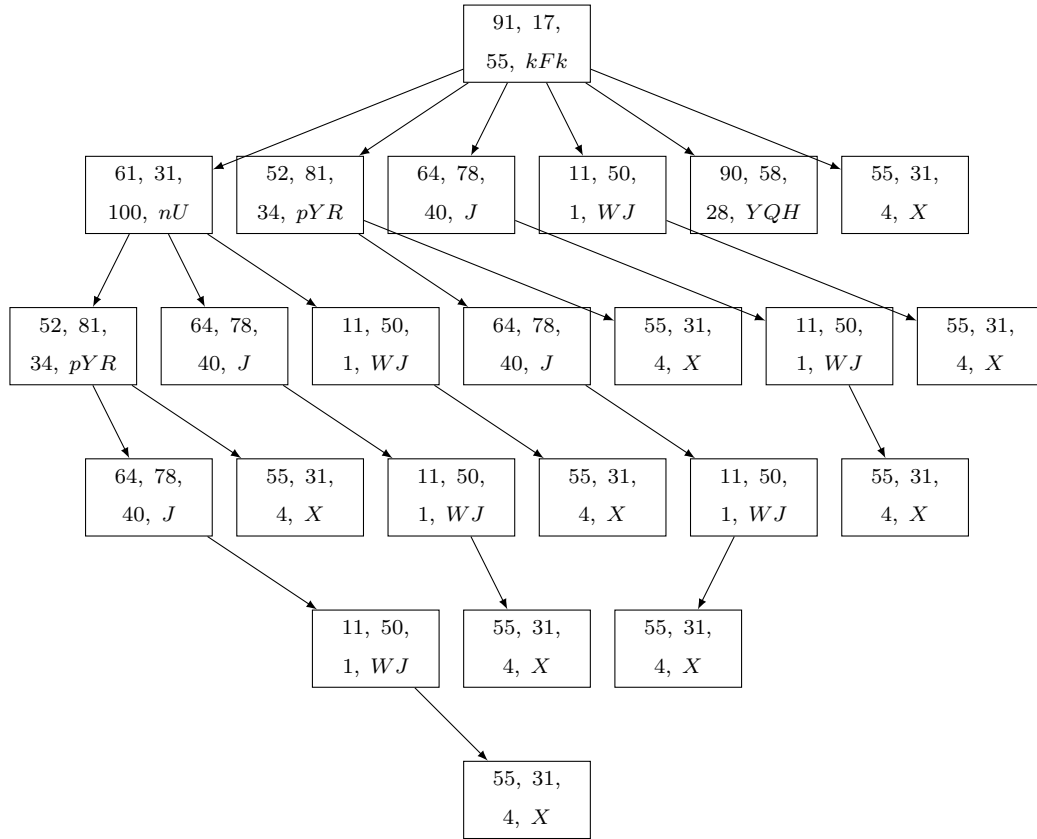 91, 17,
55, kFk
61, 31,
100, nU
52, 81,
34, pYR
64, 78,
40, J
11, 50,
1, WJ
90, 58,
28, YQH
55, 31,
4, X
52, 81,
34, pYR
64, 78,
40, J
11, 50,
1, WJ
64, 78,
40, J
55, 31,
4, X
11, 50,
1, WJ
55, 31,
4, X
64, 78,
40, J
55, 31,
4, X
11, 50,
1, WJ
55, 31,
4, X
11, 50,
1, WJ
55, 31,
4, X
11, 50,
1, WJ
55, 31,
4, X
55, 31,
4, X
55, 31,
4, X